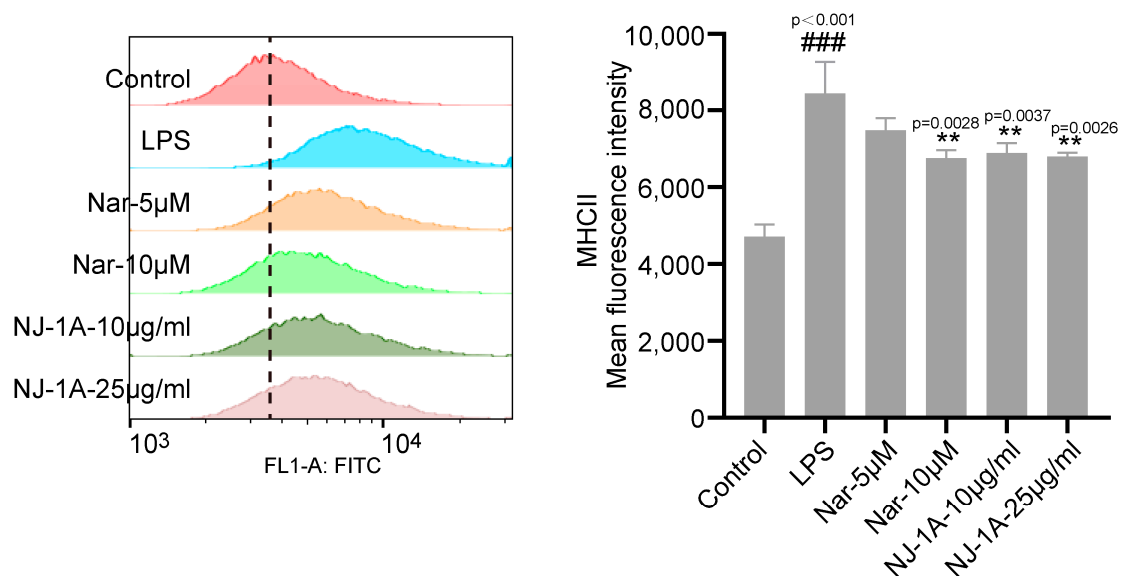 Control
LPS
Nar-5μM
Nar-10μM
NJ-1A-10μg/ml
NJ-1A-25μg/ml
10³ 10⁴
FL1-A: FITC
MHCII
Mean fluorescence intensity
10,000
8,000
6,000
4,000
2,000
0
p<0.001
###
p=0.0028
**
p=0.0037
**
p=0.0026
**
Control
LPS
Nar-5μM
Nar-10μM
NJ-1A-10μg/ml
NJ-1A-25μg/ml